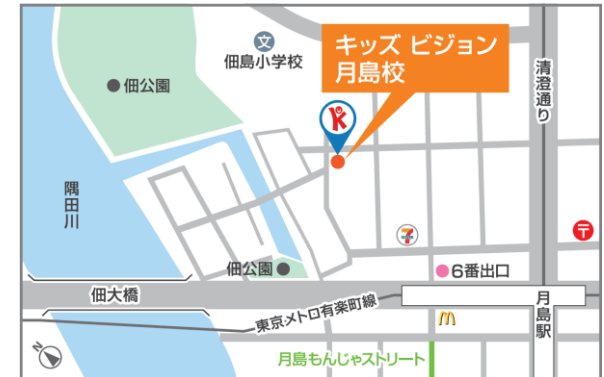 文
佃島小学校
キッズ ビジョン
月島校
佃公園
清澄通り
隅田川
7
〒
佃公園
6番出口
佃大橋
東京メトロ有楽町線
m
月島駅
月島もんじゃストリート
N